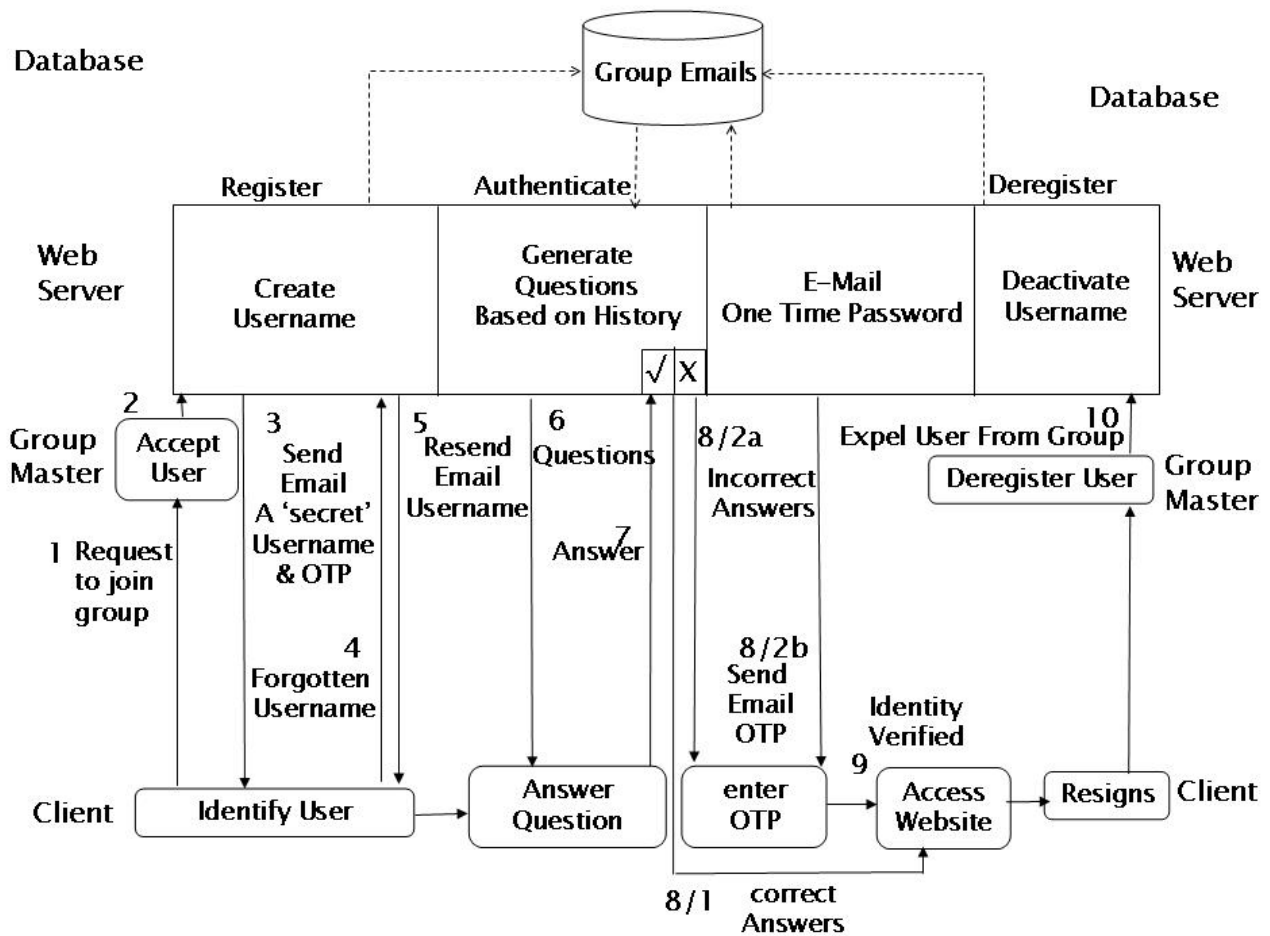 Database
Group Emails
Database
Register
Authenticate
Deregister
Web
Server
Create
Username
Generate
Questions
Based on History
√ X
E-Mail
One Time Password
Deactivate
Username
Web
Server
Group
Master
2
Accept
User
3
Send
Email
A ‘secret’
Username
& OTP
5
Resend
Email
Username
6
Questions
8/2a
Incorrect
Answers
10
Expel User From Group
Deregister User
Group
Master
1 Request
to join
group
7
Answer
4
Forgotten
Username
8/2b
Send
Email
OTP
Identity
Verified
9
Client
Identify User
Answer
Question
enter
OTP
Access
Website
Resigns
Client
8/1
correct
Answers